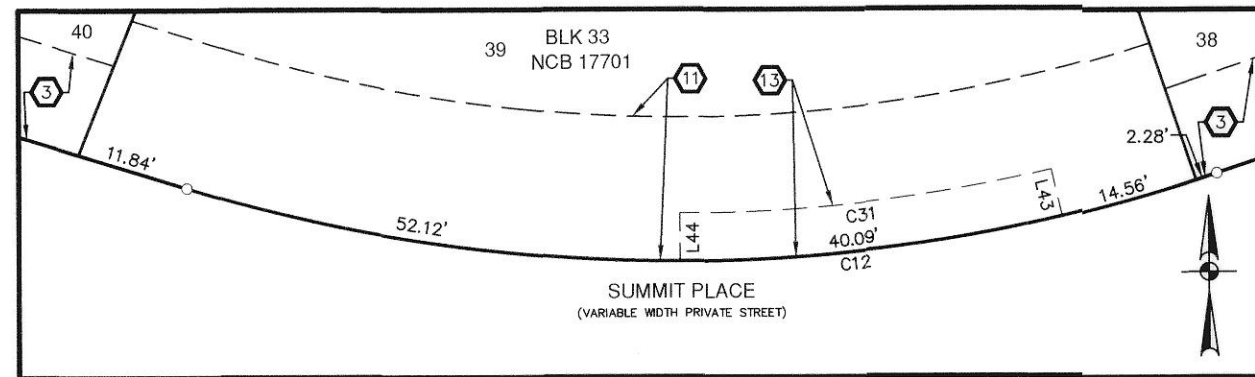 40
39
BLK 33
NCB 17701
38
3
11
13
3
2.28'
11.84'
14.56'
L43
C31
L44
40.09'
52.12'
C12
SUMMIT PLACE
(VARIABLE WIDTH PRIVATE STREET)